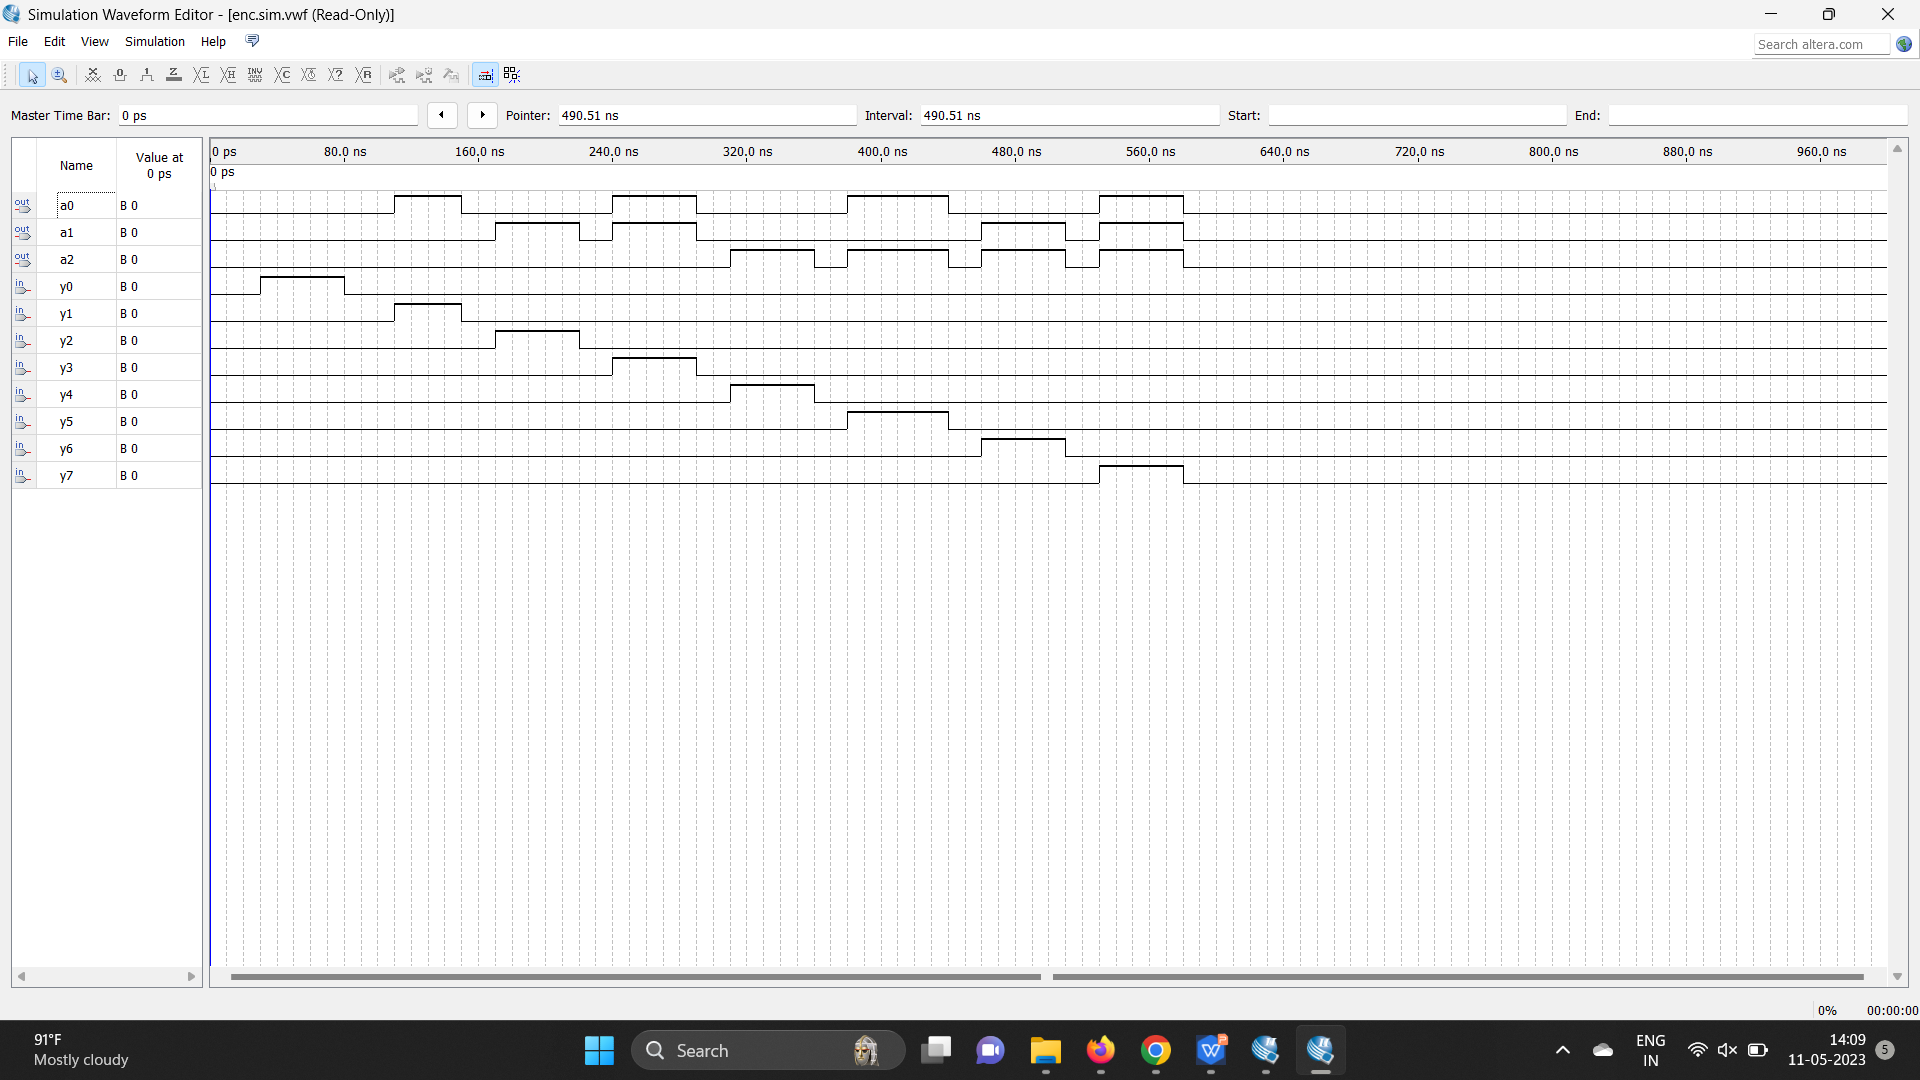 Simulation Waveform Editor - [enc.sim.vwf (Read-Only)]
File Edit View Simulation Help
Search altera.com
Master Time Bar: 0 ps Pointer: 490.51 ns Interval: 490.51 ns Start: End:
Name Value at 0 ps
0 ps 80.0 ns 160.0 ns 240.0 ns 320.0 ns 400.0 ns 480.0 ns 560.0 ns 640.0 ns 720.0 ns 800.0 ns 880.0 ns 960.0 ns
0 ps
out a0 B 0
out a1 B 0
out a2 B 0
in y0 B 0
in y1 B 0
in y2 B 0
in y3 B 0
in y4 B 0
in y5 B 0
in y6 B 0
in y7 B 0
0% 00:00:00
91°F
Mostly cloudy
Search
ENG
IN
14:09
11-05-2023
5